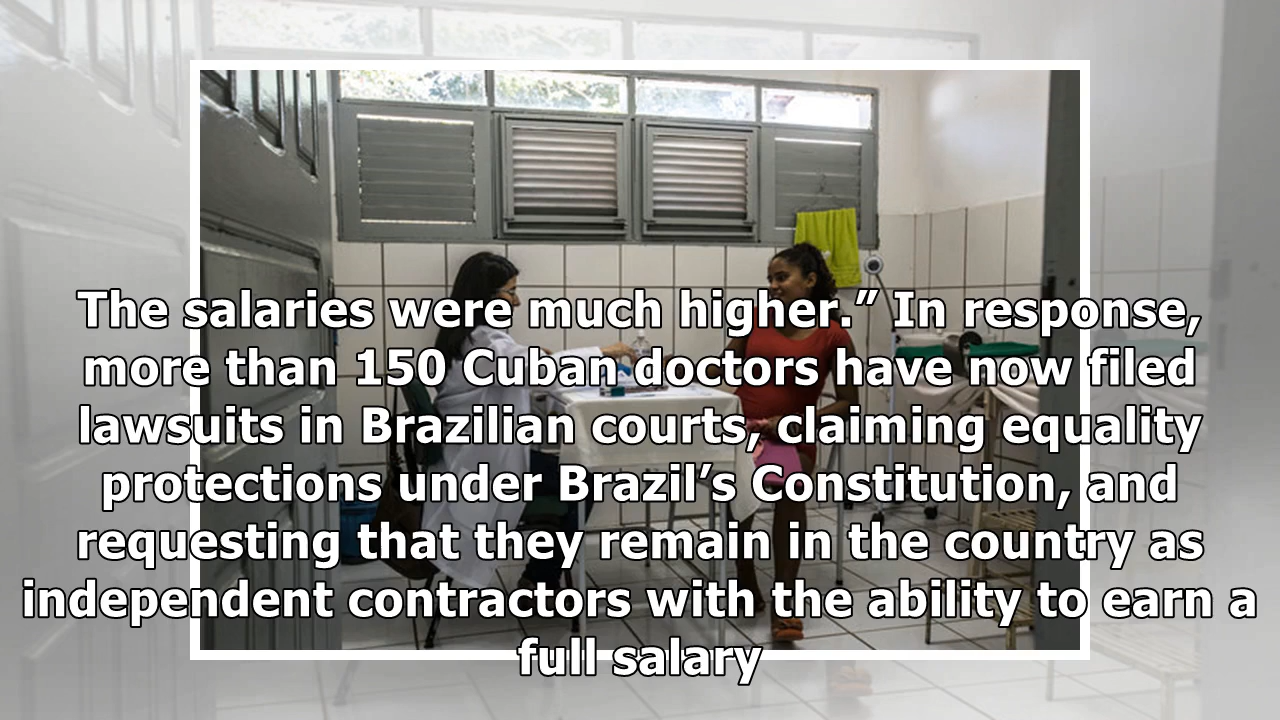 The salaries were much higher.” In response,
more than 150 Cuban doctors have now filed
lawsuits in Brazilian courts, claiming equality
protections under Brazil’s Constitution, and
requesting that they remain in the country as
independent contractors with the ability to earn a
full salary